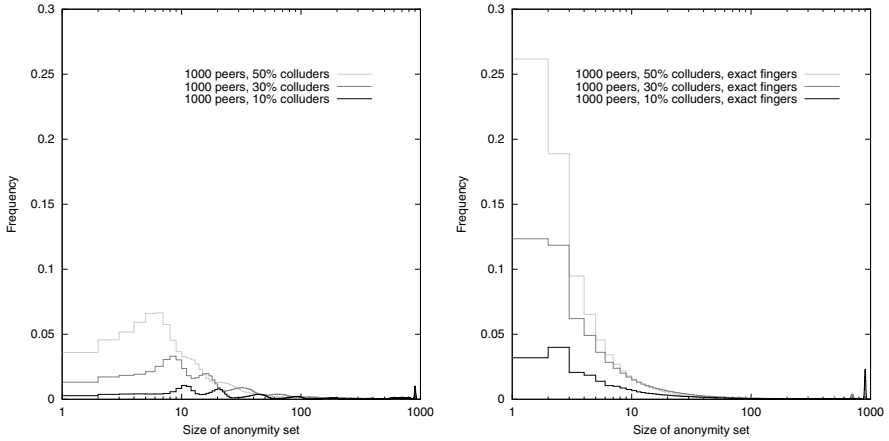 0.3
0.25
0.2
0.15
0.1
0.05
0
Frequency
1000 peers, 50% colluders
1000 peers, 30% colluders
1000 peers, 10% colluders
1 10 100 1000
Size of anonymity set
0.3
0.25
0.2
0.15
0.1
0.05
0
Frequency
1000 peers, 50% colluders, exact fingers
1000 peers, 30% colluders, exact fingers
1000 peers, 10% colluders, exact fingers
1 10 100 1000
Size of anonymity set